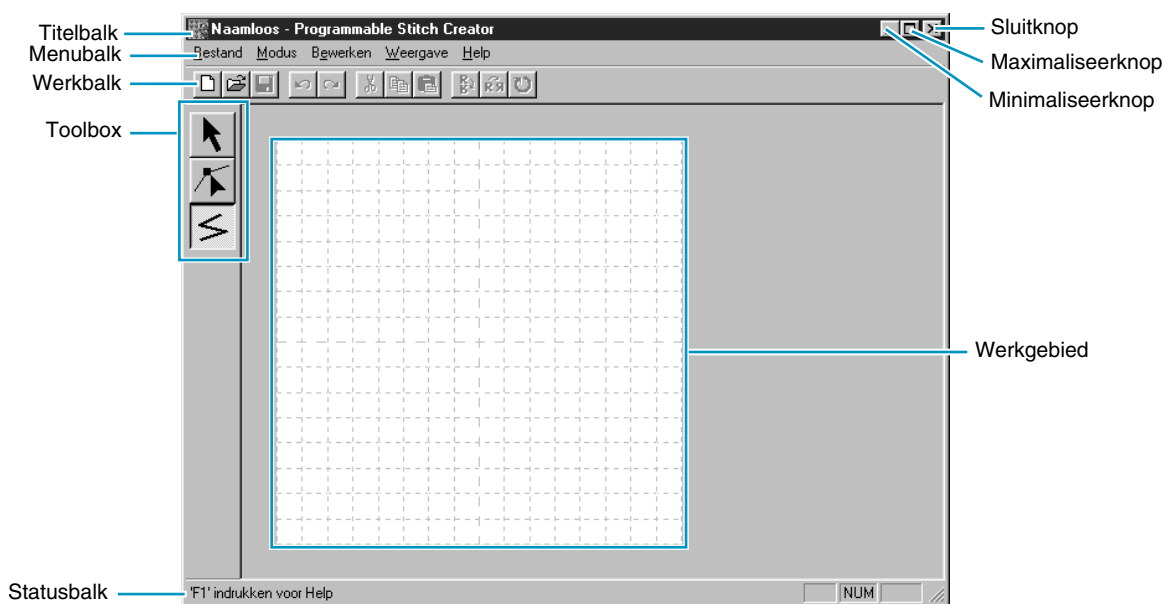 Titelbalk
Naamloos - Programmable Stitch Creator
Sluitknop
Menubalk
Bestand Modus Bewerken Weergave Help
Maximaliseerknop
Werkbalk
Minimaliseerknop
Toolbox
Werkgebied
Statusbalk
'F1' indrukken voor Help
NUM